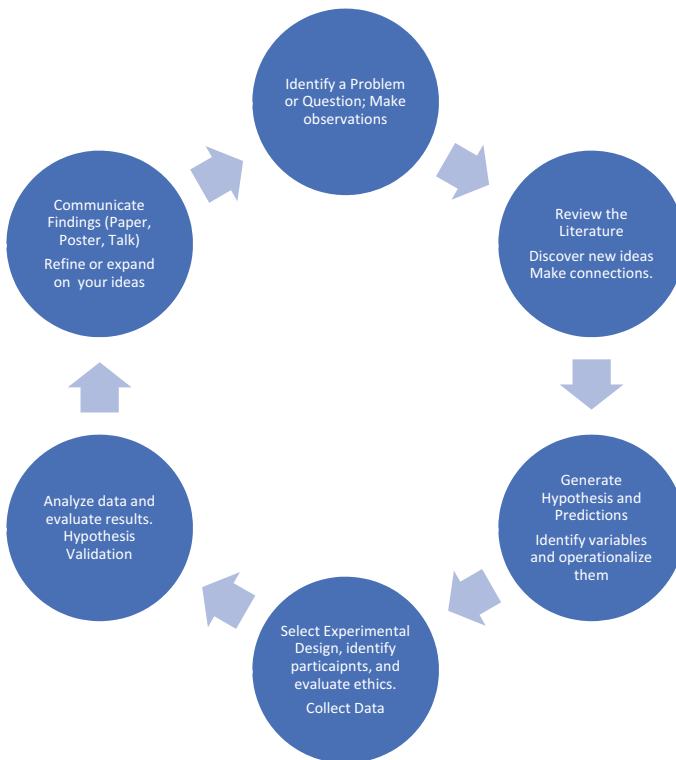 Identify a Problem
or Question; Make
observations
Review the
Literature
Discover new ideas
Make connections.
Generate
Hypothesis and
Predictions
Identify variables
and operationalize
them
Select Experimental
Design, identify
particaipnts, and
evaluate ethics.
Collect Data
Analyze data and
evaluate results.
Hypothesis
Validation
Communicate
Findings (Paper,
Poster, Talk)
Refine or expand
on your ideas